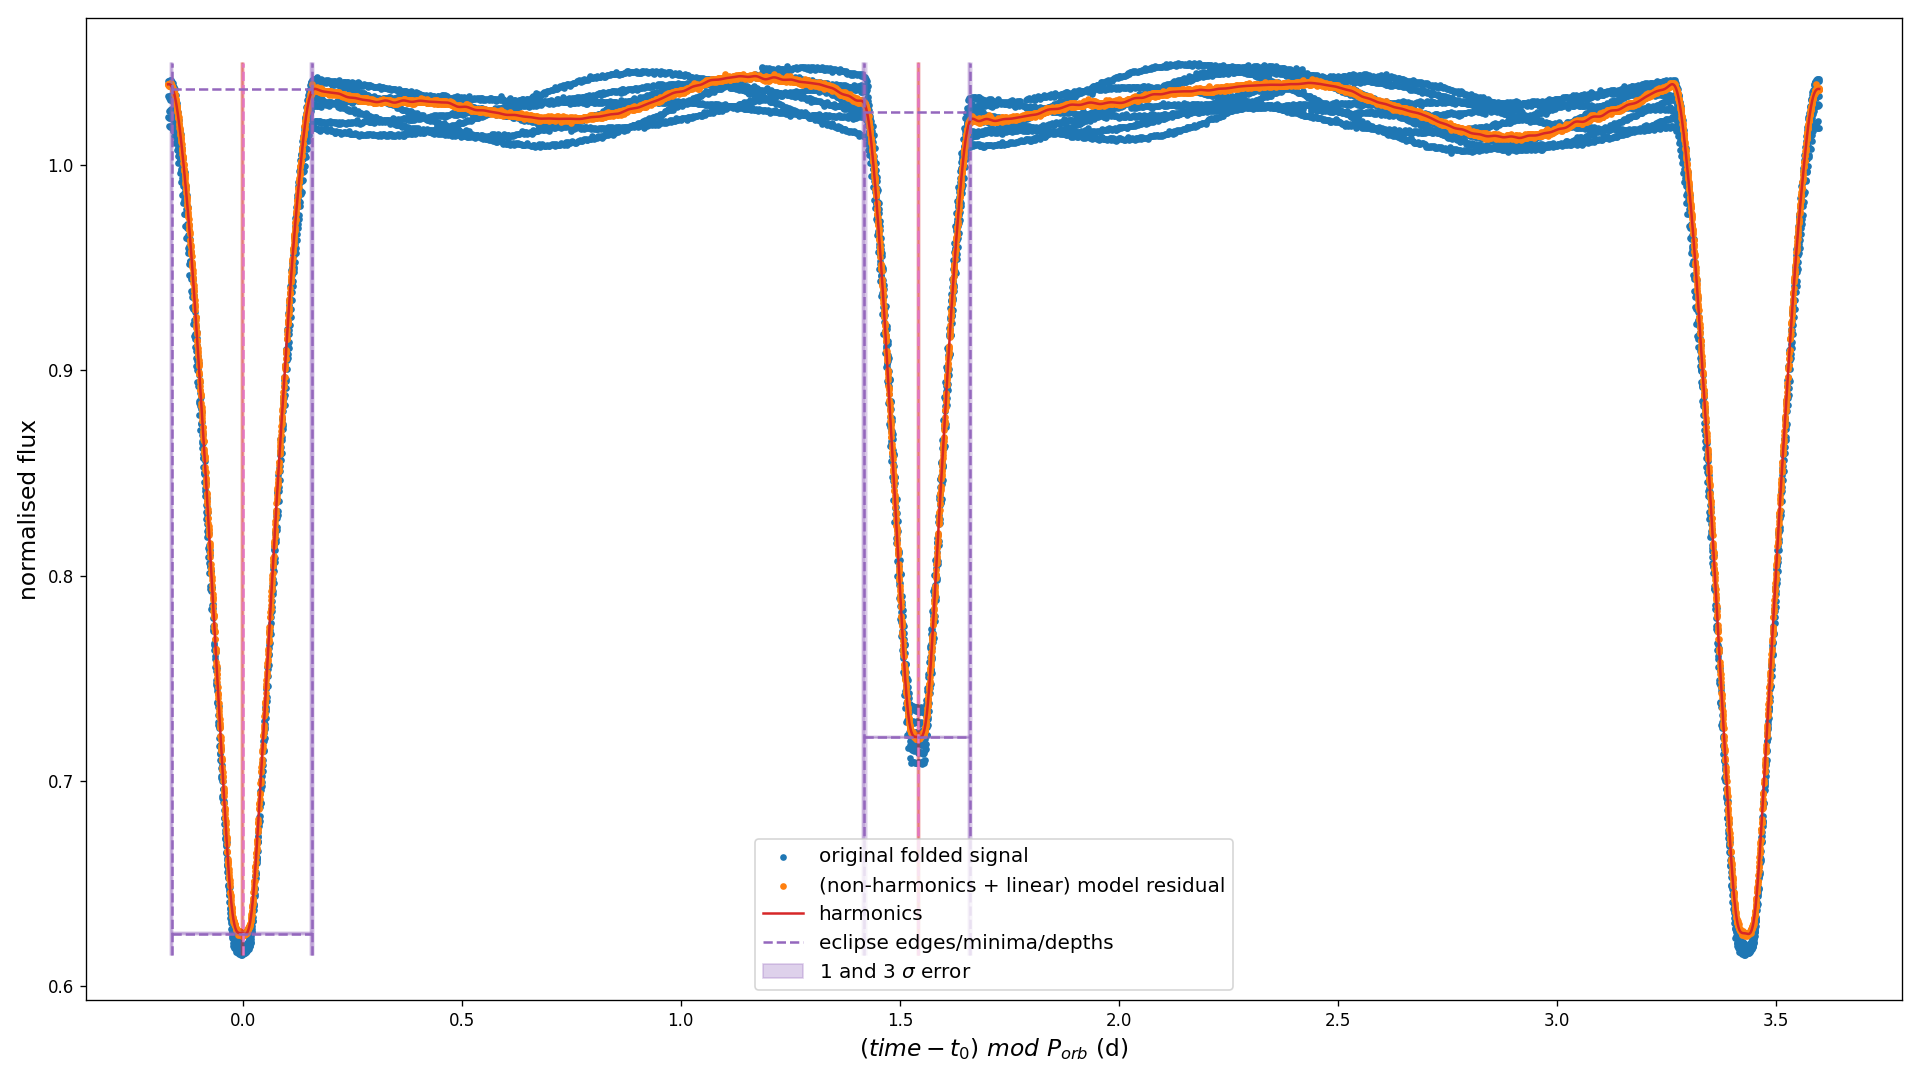 normalised flux
1.0
0.9
0.8
0.7
0.6
original folded signal
(non-harmonics + linear) model residual
harmonics
eclipse edges/minima/depths
1 and 3 σ error
0.0 0.5 1.0 1.5 2.0 2.5 3.0 3.5
(time − t₀) mod Pₒᵣb (d)